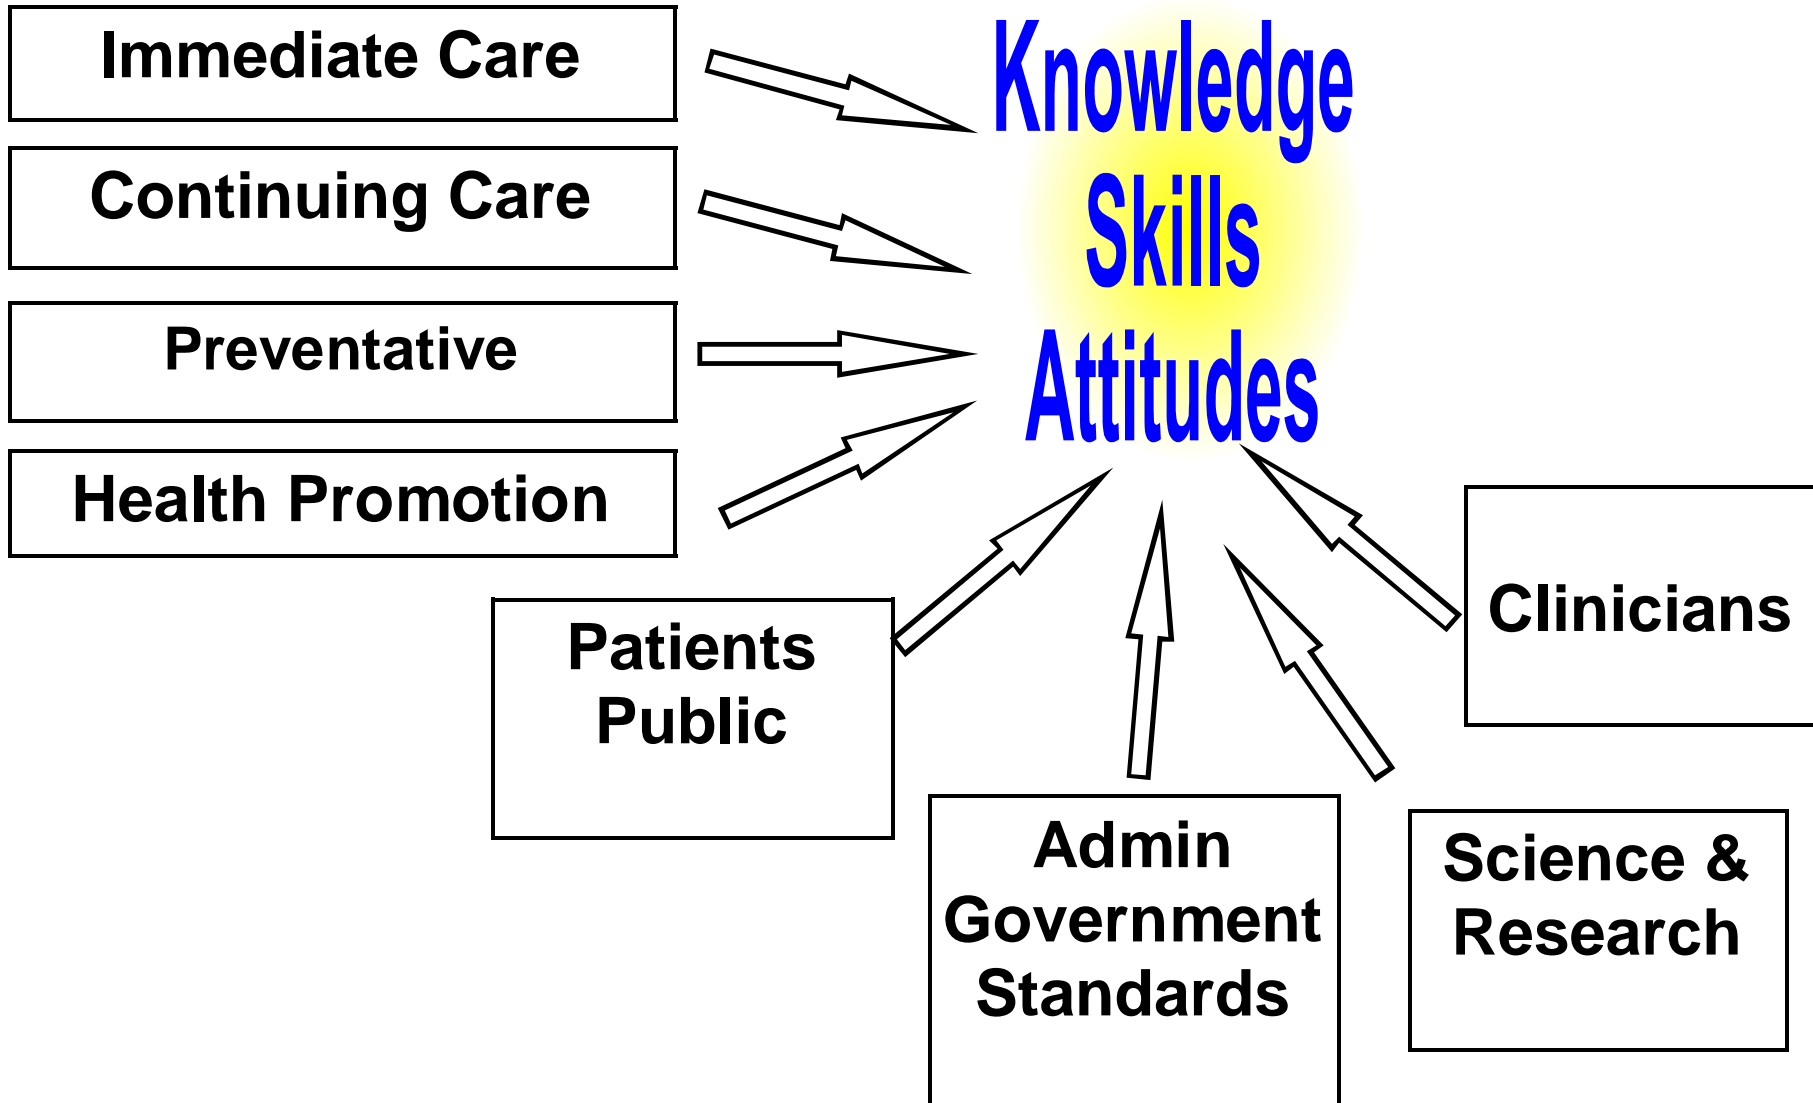 Immediate Care
Continuing Care
Preventative
Health Promotion
Knowledge
Skills
Attitudes
Patients
Public
Admin
Government
Standards
Science &
Research
Clinicians